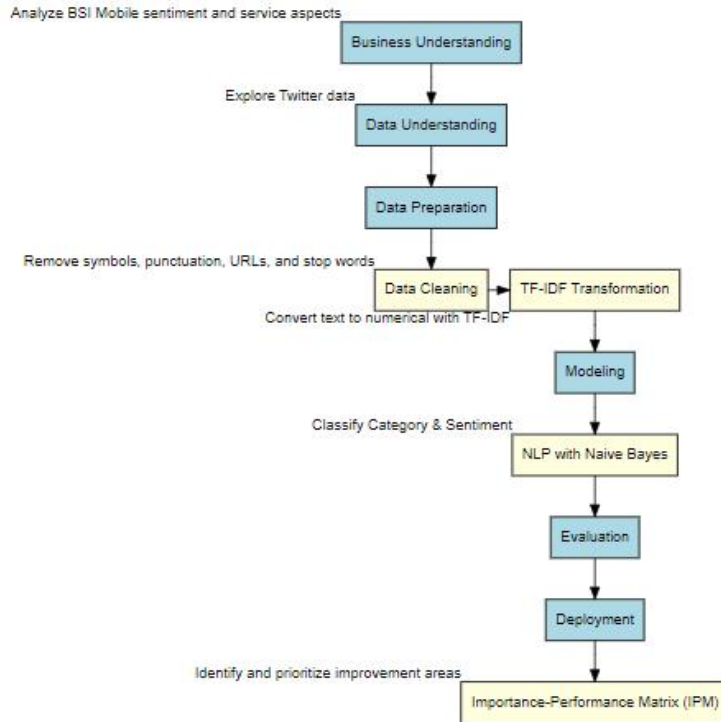 Analyze BSI Mobile sentiment and service aspects
Business Understanding
Explore Twitter data
Data Understanding
Data Preparation
Remove symbols, punctuation, URLs, and stop words
Data Cleaning
TF-IDF Transformation
Convert text to numerical with TF-IDF
Modeling
Classify Category & Sentiment
NLP with Naive Bayes
Evaluation
Deployment
Identify and prioritize improvement areas
Importance-Performance Matrix (IPM)